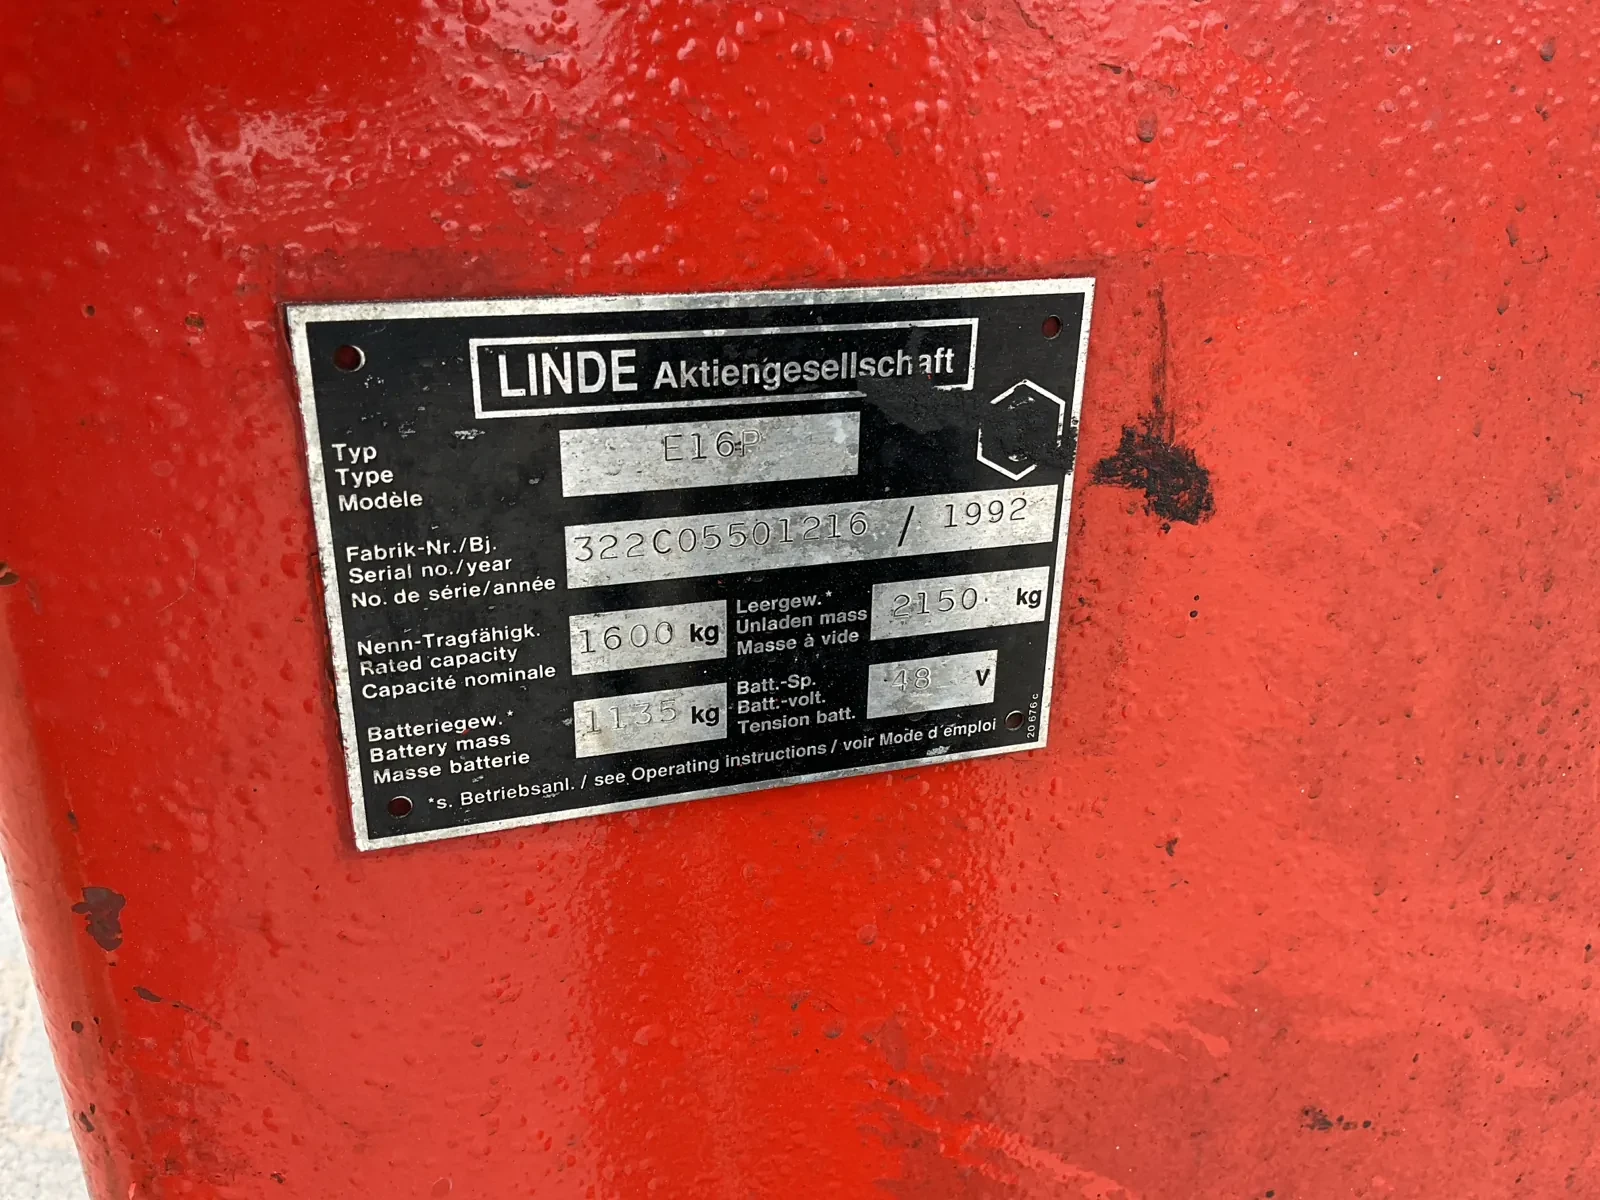 LINDE Aktiengesellschaft
Typ
Type
Modèle
E16P
Fabrik-Nr./Bj.
Serial no./year
No. de série/année
322C05501216 / 1992
Nenn-Tragfähigk.
Rated capacity
Capacité nominale
1600 kg
Leergew.*
Unladen mass
Masse à vide
2150 kg
Batteriegew.*
Battery mass
Masse batterie
1135 kg
Batt.-Sp.
Batt.-volt.
Tension batt.
48 V
*s. Betriebsanl. / see Operating instructions / voir Mode d'emploi
20 676 c